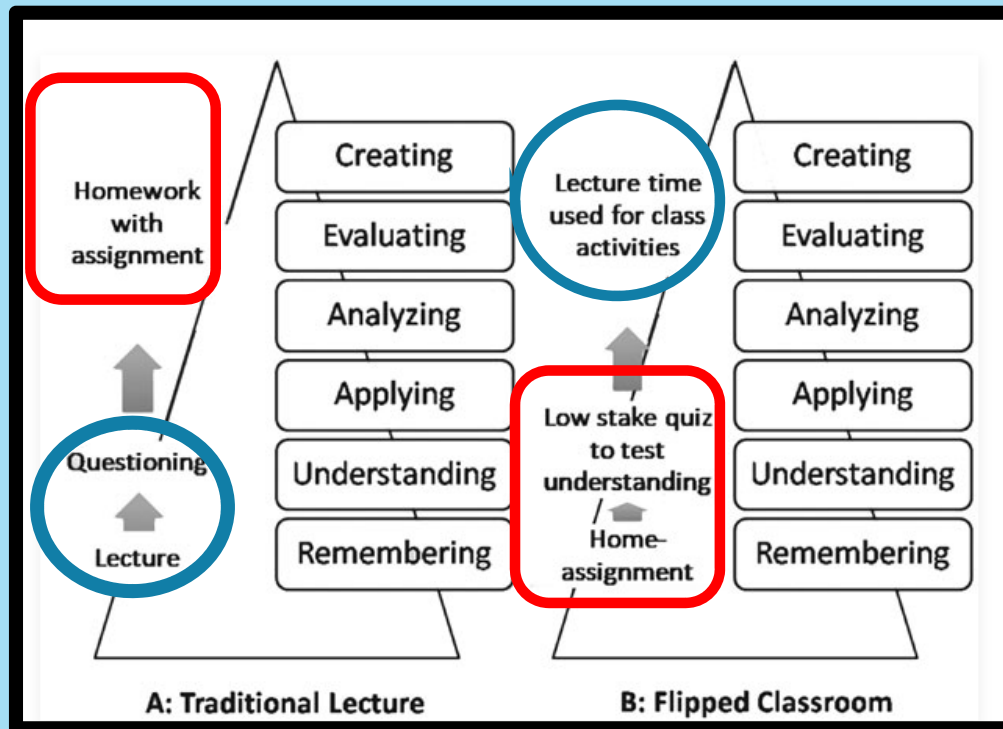 Homework
with
assignment
Questioning
Lecture
Creating
Evaluating
Analyzing
Applying
Understanding
Remembering
A: Traditional Lecture
Lecture time
used for class
activities
Low stake quiz
to test
understanding
Home-
assignment
Creating
Evaluating
Analyzing
Applying
Understanding
Remembering
B: Flipped Classroom